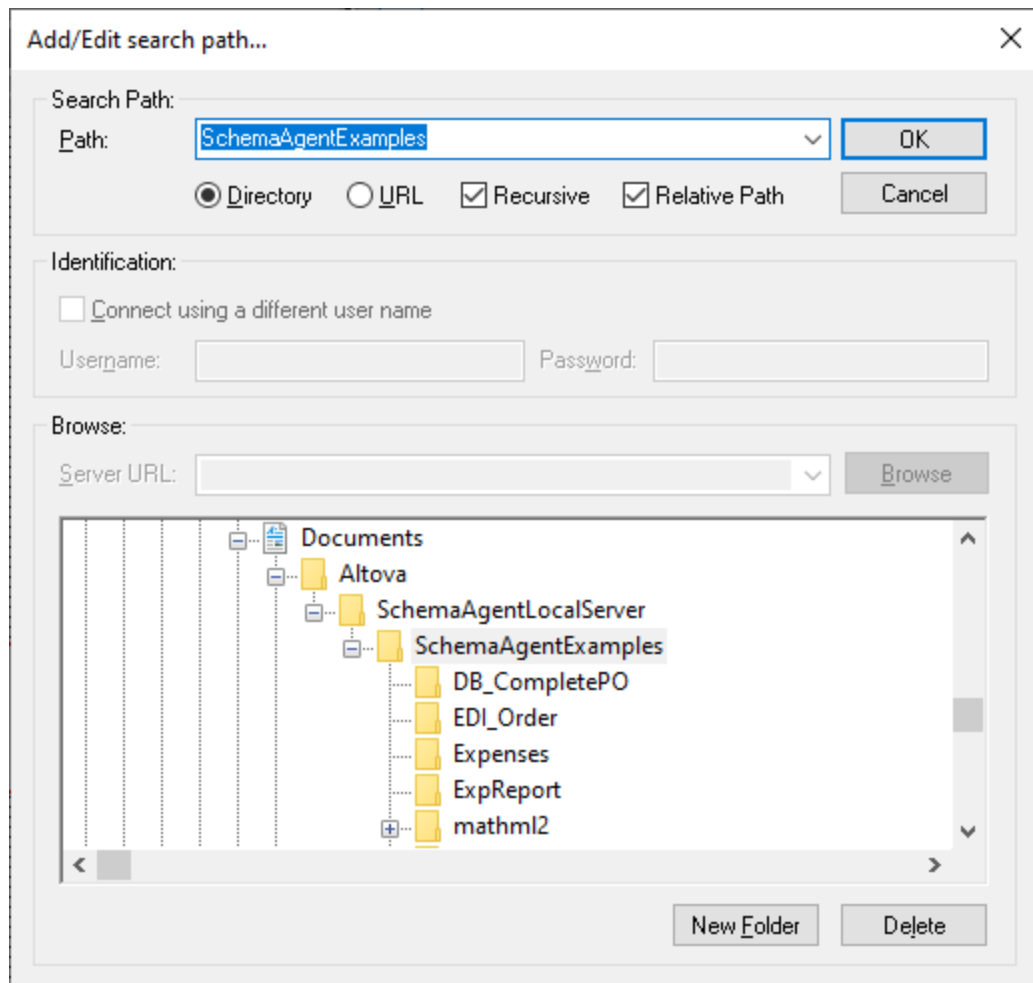 Add/Edit search path...
Search Path:
Path: SchemaAgentExamples OK
Directory URL Recursive Relative Path Cancel
Identification:
Connect using a different user name
Username: Password:
Browse:
Server URL: Browse
Documents
Altova
SchemaAgentLocalServer
SchemaAgentExamples
DB_CompletePO
EDI_Order
Expenses
ExpReport
mathml2
New Folder Delete